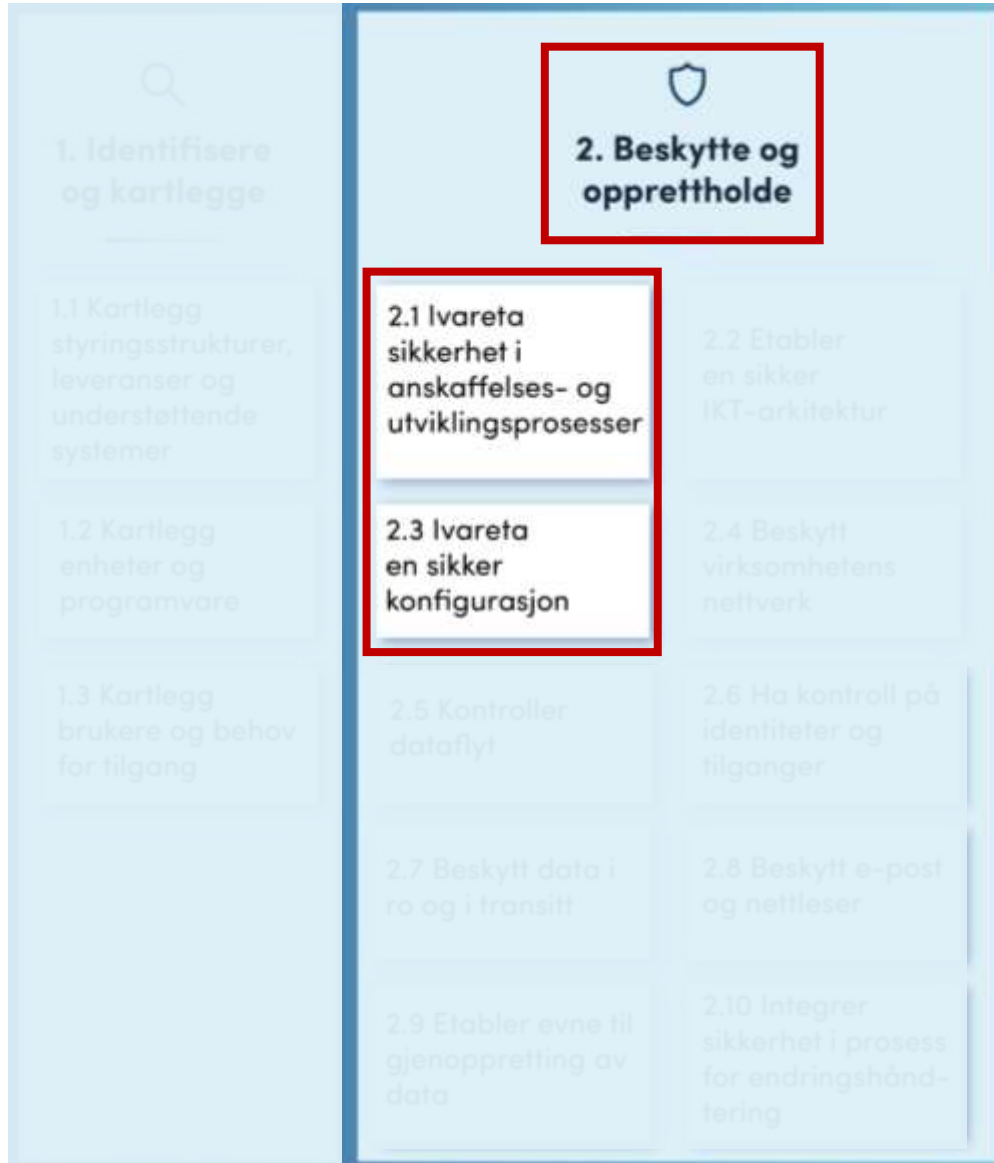 1. Identifisere
og kartlegge
1.1 Kartlegg
styringsstrukturer,
leveranser og
understøttende
systemer
1.2 Kartlegg
enheter og
programvare
1.3 Kartlegg
brukere og behov
for tilgang
2. Beskytte og
opprettholde
2.1 Ivareta
sikkerhet i
anskaffelses- og
utviklingsprosesser
2.2 Etabler
en sikker
IKT-arkitektur
2.3 Ivareta
en sikker
konfigurasjon
2.4 Beskytt
virksomhetens
nettverk
2.5 Kontroller
dataflyt
2.6 Ha kontroll på
identiteter og
tilganger
2.7 Beskytt data i
ro og i transitt
2.8 Beskytt e-post
og nettleser
2.9 Etabler evne til
gjenoppretting av
data
2.10 Integrer
sikkerhet i prosess
for endringshånd-
tering